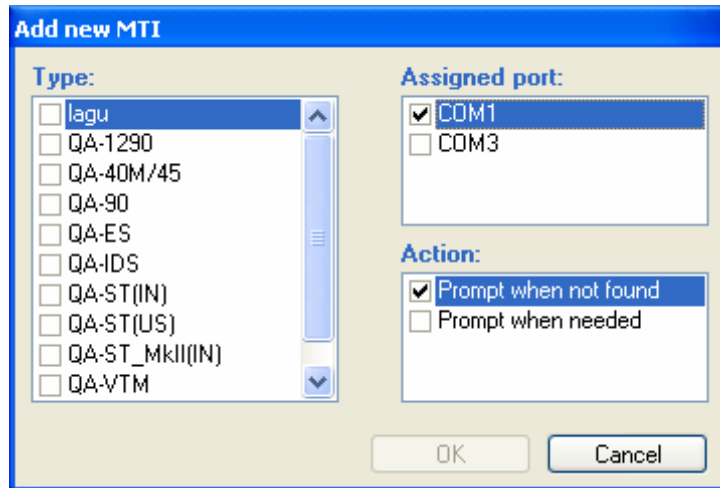 Add new MTI
Type:
lagu
QA-1290
QA-40M/45
QA-90
QA-ES
QA-IDS
QA-ST(IN)
QA-ST(US)
QA-ST_MkII(IN)
QA-VTM
Assigned port:
COM1
COM3
Action:
Prompt when not found
Prompt when needed
OK
Cancel